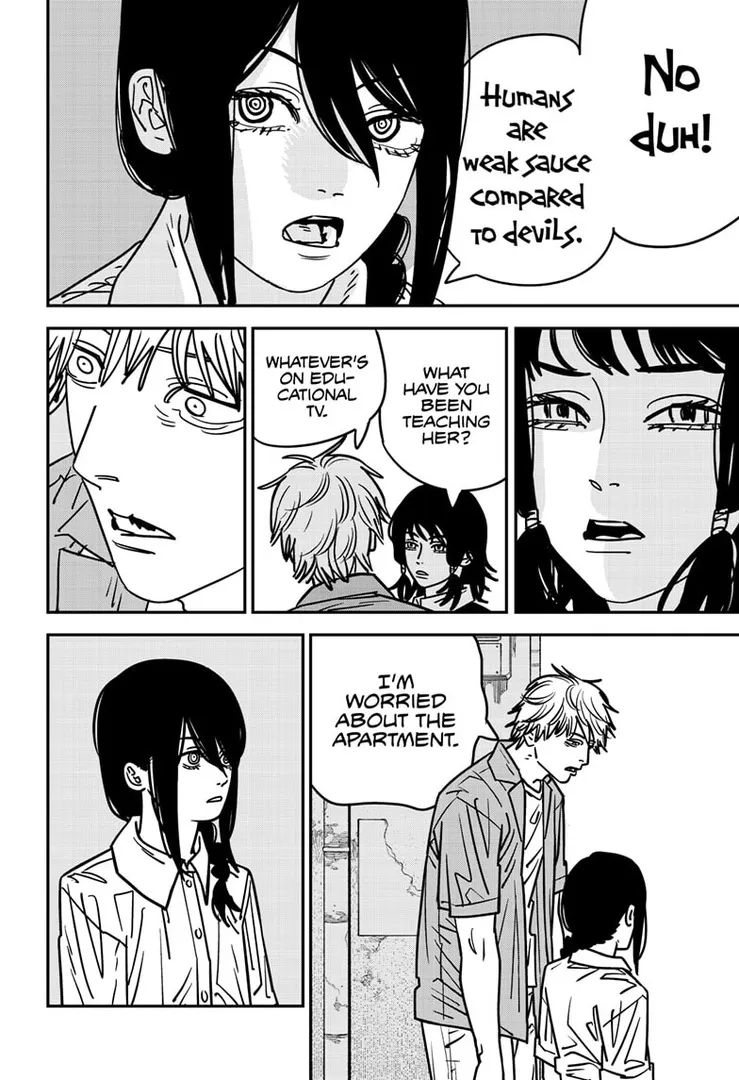 No
duh!
Humans
are
weak sauce
compared
to devils.
WHAT
HAVE YOU
BEEN
TEACHING
HER?
WHATEVER'S
ON EDU-
CATIONAL
TV.
I'M
WORRIED
ABOUT THE
APARTMENT.